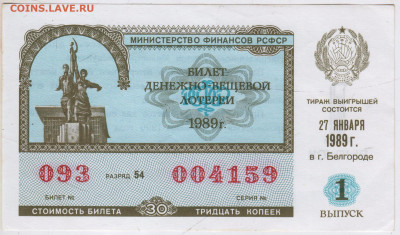 COINS.LAVE.RU
МИНИСТЕРСТВО ФИНАНСОВ РСФСР
БИЛЕТ
ДЕНЕЖНО-ВЕЩЕВОЙ
ЛОТЕРЕИ
1989г.
ТИРАЖ ВЫИГРЫШЕЙ
СОСТОИТСЯ
27 ЯНВАРЯ
1989 г.
в г. Белгороде
093 РАЗРЯД 54 004159
БИЛЕТ № СЕРИЯ №
1
ВЫПУСК
СТОИМОСТЬ БИЛЕТА 30 ТРИДЦАТЬ КОПЕЕК